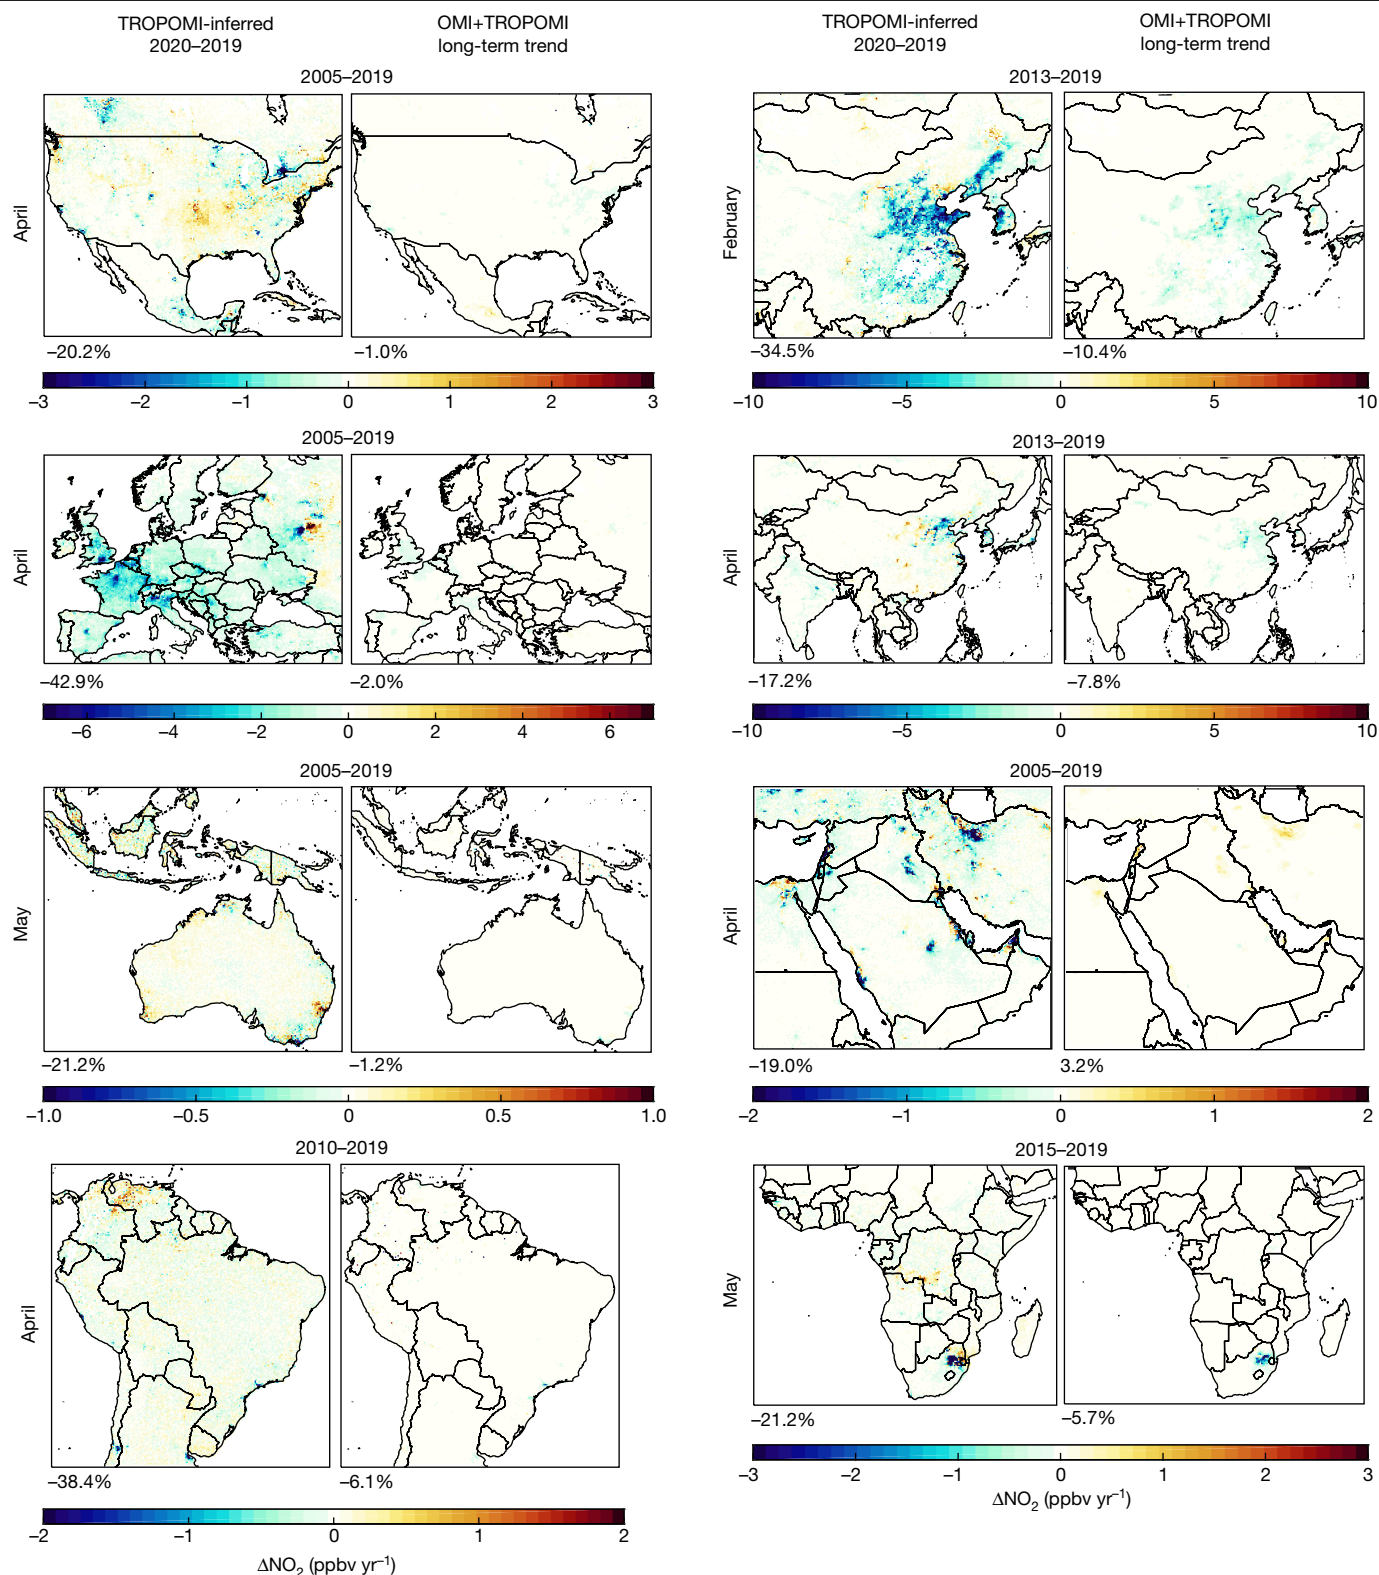 TROPOMI-inferred
2020–2019
OMI+TROPOMI
long-term trend
2005–2019
April
–20.2%
–1.0%
–3 –2 –1 0 1 2 3
2005–2019
April
–42.9%
–2.0%
–6 –4 –2 0 2 4 6
2005–2019
May
–21.2%
–1.2%
–1.0 –0.5 0 0.5 1.0
2010–2019
April
–38.4%
–6.1%
–2 –1 0 1 2
ΔNO₂ (ppbv yr⁻¹)
TROPOMI-inferred
2020–2019
OMI+TROPOMI
long-term trend
2013–2019
February
–34.5%
–10.4%
–10 –5 0 5 10
2013–2019
April
–17.2%
–7.8%
–10 –5 0 5 10
2005–2019
April
–19.0%
3.2%
–2 –1 0 1 2
2015–2019
May
–21.2%
–5.7%
–3 –2 –1 0 1 2 3
ΔNO₂ (ppbv yr⁻¹)